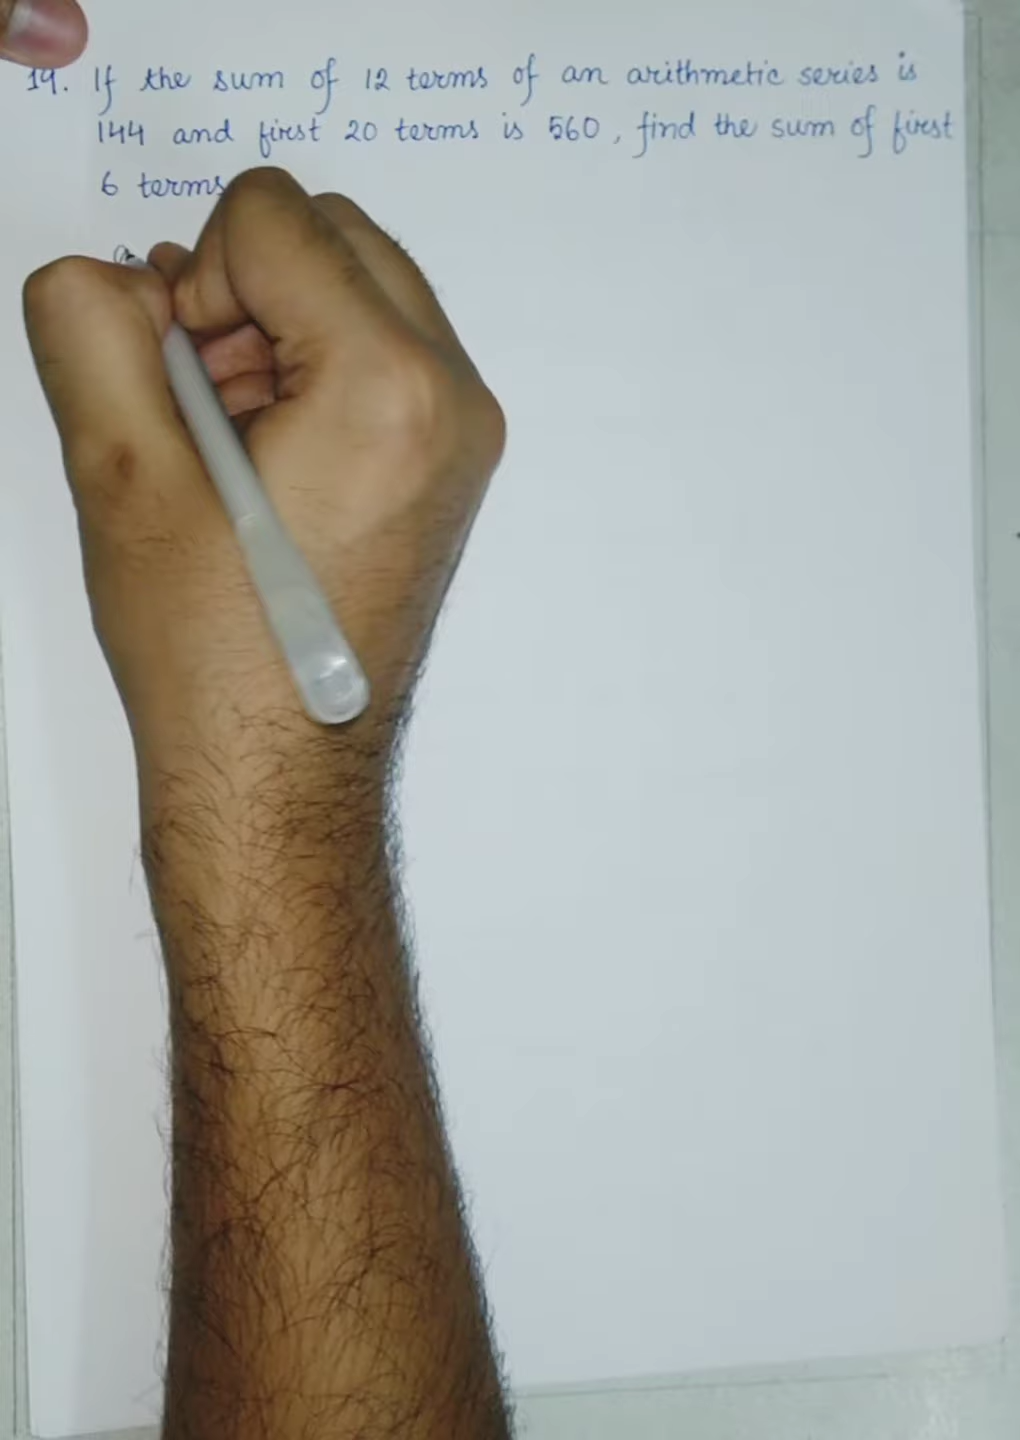 19. If the sum of 12 terms of an arithmetic series is
144 and first 20 terms is 560, find the sum of first
6 terms